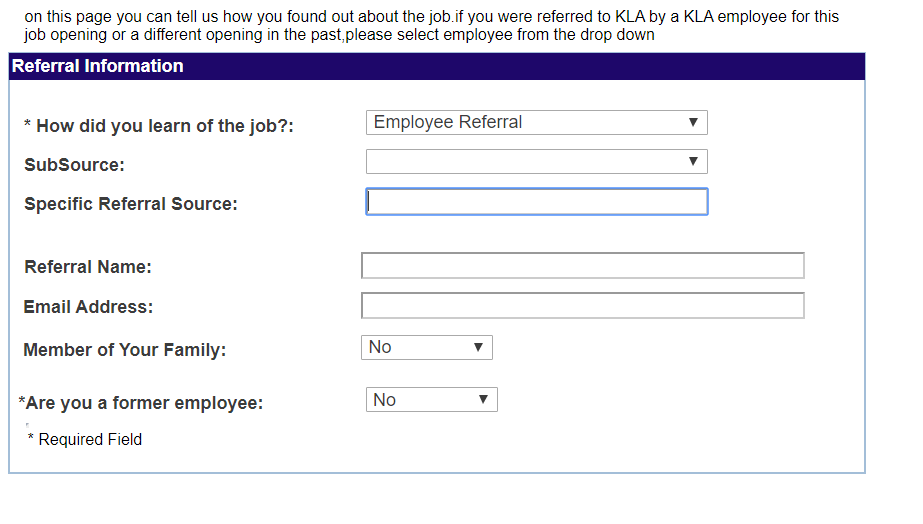 on this page you can tell us how you found out about the job.if you were referred to KLA by a KLA employee for this
job opening or a different opening in the past,please select employee from the drop down
Referral Information
* How did you learn of the job?: Employee Referral
SubSource:
Specific Referral Source:
Referral Name:
Email Address:
Member of Your Family: No
*Are you a former employee: No
* Required Field